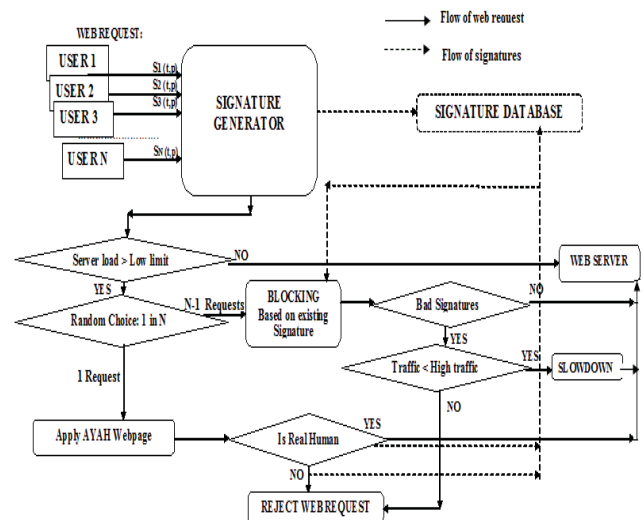 WEB REQUEST:
Flow of web request
Flow of signatures
USER 1
USER 2
USER 3
USER N
S1 (t,p)
S2 (t,p)
S3 (t,p)
SN (t,p)
SIGNATURE
GENERATOR
SIGNATURE DATABASE
Server load > Low limit
NO
WEB SERVER
YES
Random Choice: 1 in N
N-1 Requests
BLOCKING
Based on existing
Signature
Bad Signatures
NO
YES
Traffic < High traffic
YES
SLOWDOWN
NO
1 Request
Apply AYAH Webpage
Is Real Human
YES
NO
REJECT WEB REQUEST